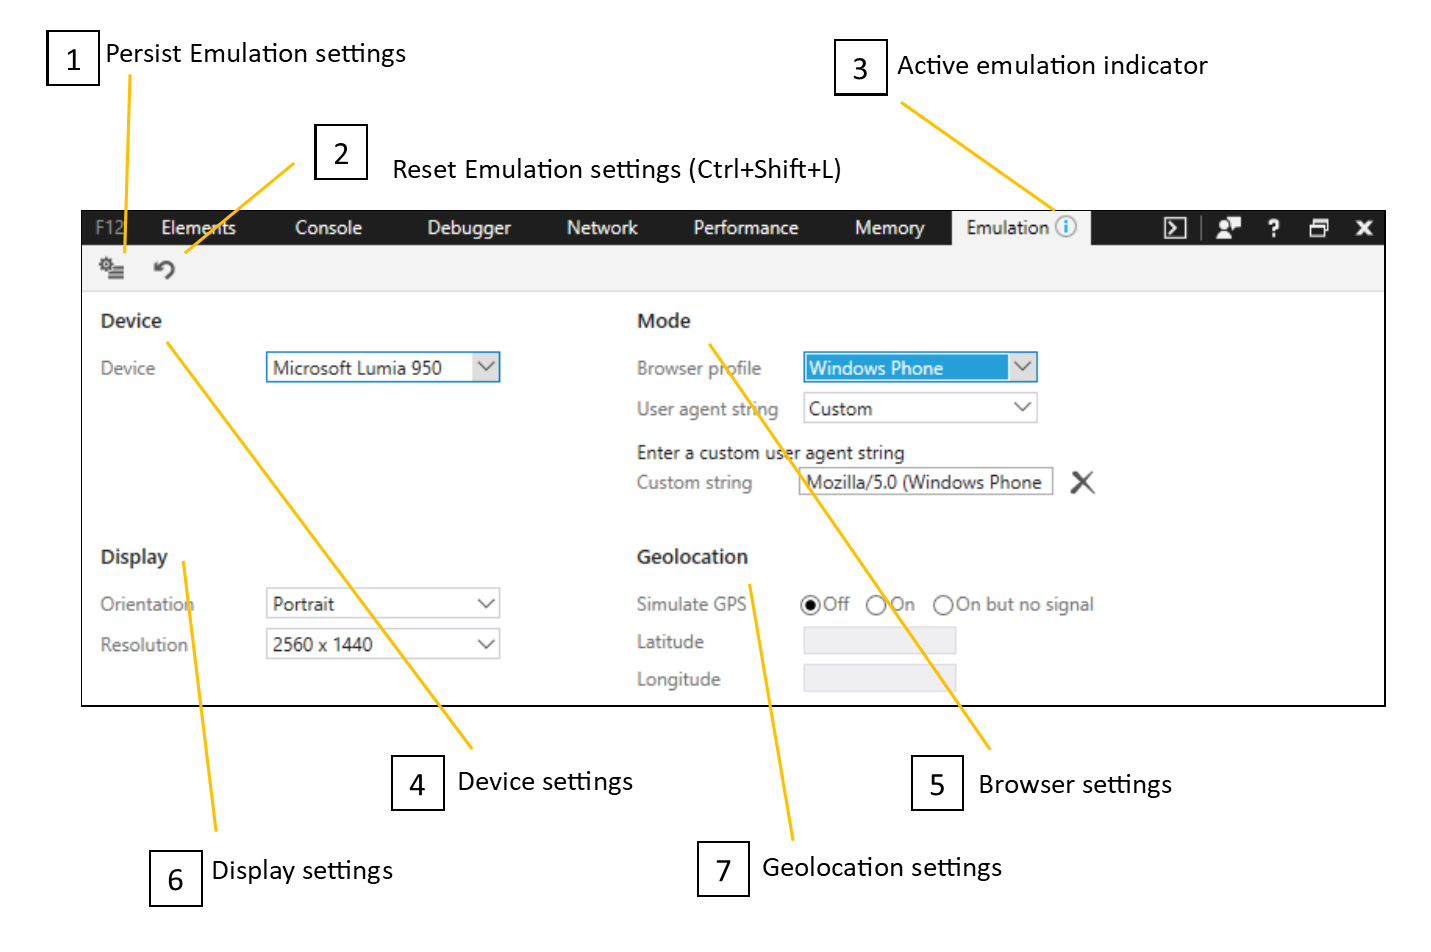 1 Persist Emulation settings
3 Active emulation indicator
2 Reset Emulation settings (Ctrl+Shift+L)
F12 Elements Console Debugger Network Performance Memory Emulation i ?
Device
Device Microsoft Lumia 950
Mode
Browser profile Windows Phone
User agent string Custom
Enter a custom user agent string
Custom string Mozilla/5.0 (Windows Phone
Display
Orientation Portrait
Resolution 2560 x 1440
Geolocation
Simulate GPS Off On On but no signal
Latitude
Longitude
4 Device settings
5 Browser settings
6 Display settings
7 Geolocation settings